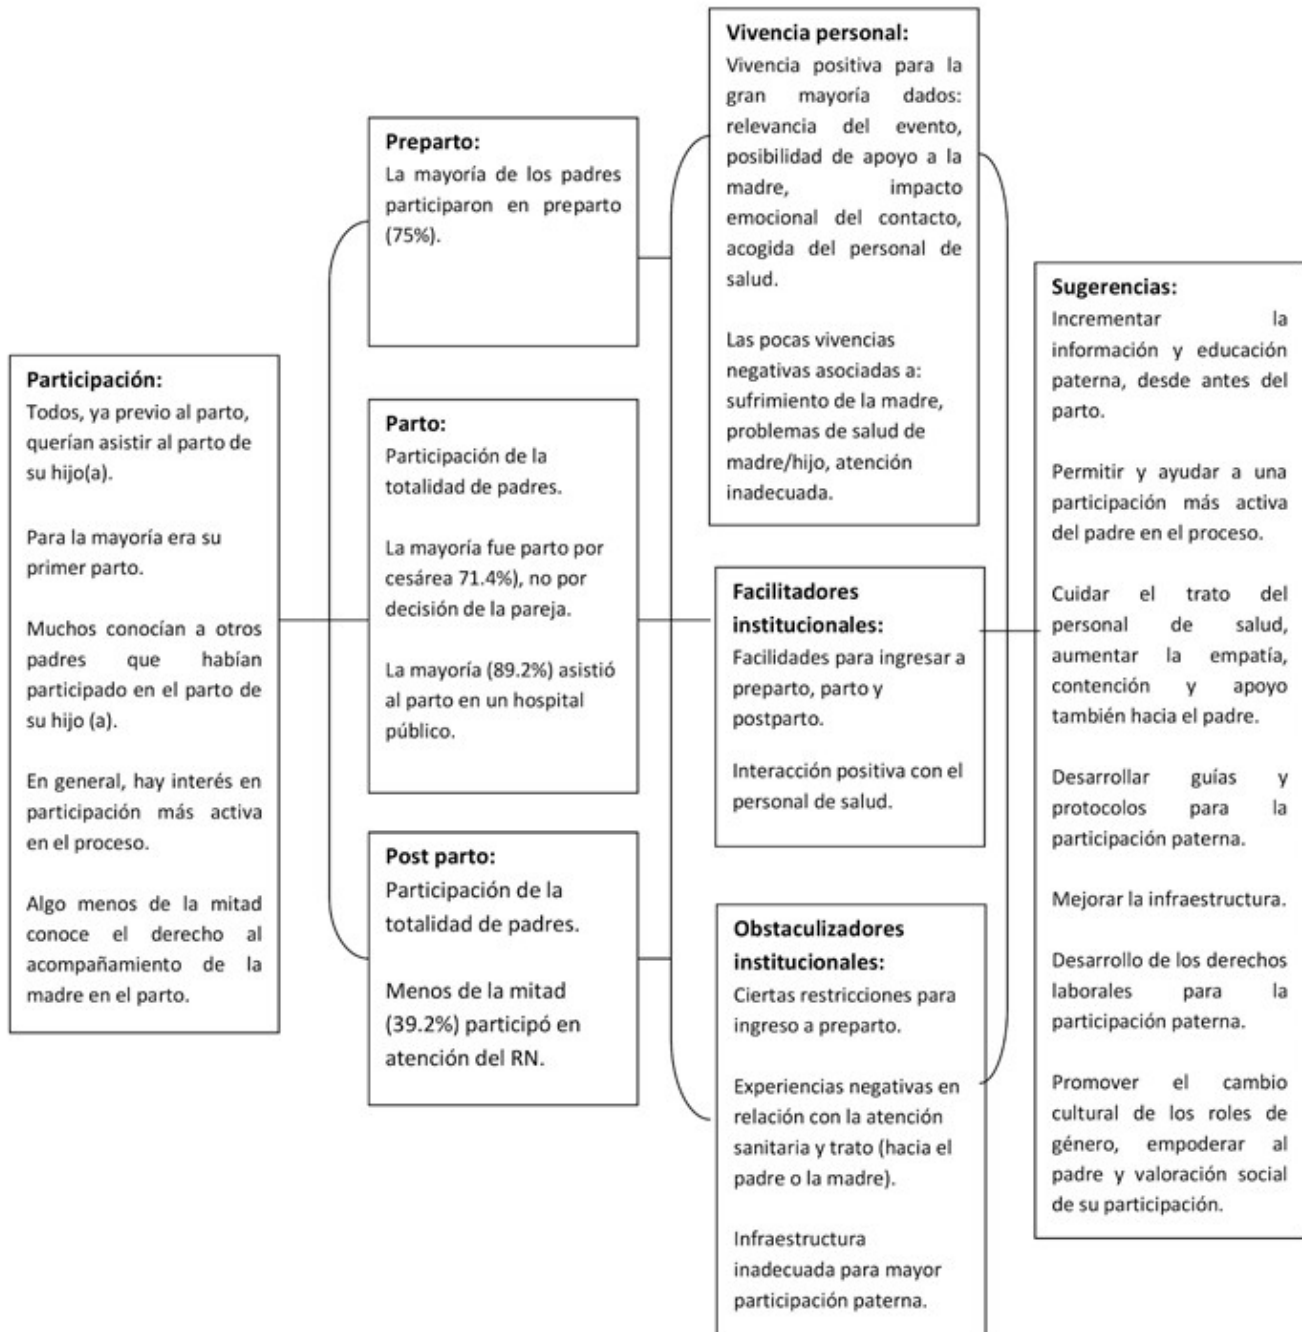 Participación:
Todos, ya previo al parto,
querían asistir al parto de
su hijo(a).
Para la mayoría era su
primer parto.
Muchos conocían a otros
padres que habían
participado en el parto de
su hijo (a).
En general, hay interés en
participación más activa
en el proceso.
Algo menos de la mitad
conoce el derecho al
acompañamiento de la
madre en el parto.
Preparto:
La mayoría de los padres
participaron en preparto
(75%).
Parto:
Participación de la
totalidad de padres.
La mayoría fue parto por
cesárea 71.4%), no por
decisión de la pareja.
La mayoría (89.2%) asistió
al parto en un hospital
público.
Post parto:
Participación de la
totalidad de padres.
Menos de la mitad
(39.2%) participó en
atención del RN.
Vivencia personal:
Vivencia positiva para la
gran mayoría dados:
relevancia del evento,
posibilidad de apoyo a la
madre, impacto
emocional del contacto,
acogida del personal de
salud.
Las pocas vivencias
negativas asociadas a:
sufrimiento de la madre,
problemas de salud de
madre/hijo, atención
inadecuada.
Facilitadores
institucionales:
Facilidades para ingresar a
preparto, parto y
postparto.
Interacción positiva con el
personal de salud.
Obstaculizadores
institucionales:
Ciertas restricciones para
ingreso a preparto.
Experiencias negativas en
relación con la atención
sanitaria y trato (hacia el
padre o la madre).
Infraestructura
inadecuada para mayor
participación paterna.
Sugerencias:
Incrementar la
información y educación
paterna, desde antes del
parto.
Permitir y ayudar a una
participación más activa
del padre en el proceso.
Cuidar el trato del
personal de salud,
aumentar la empatía,
contención y apoyo
también hacia el padre.
Desarrollar guías y
protocolos para la
participación paterna.
Mejorar la infraestructura.
Desarrollo de los derechos
laborales para la
participación paterna.
Promover el cambio
cultural de los roles de
género, empoderar al
padre y valoración social
de su participación.